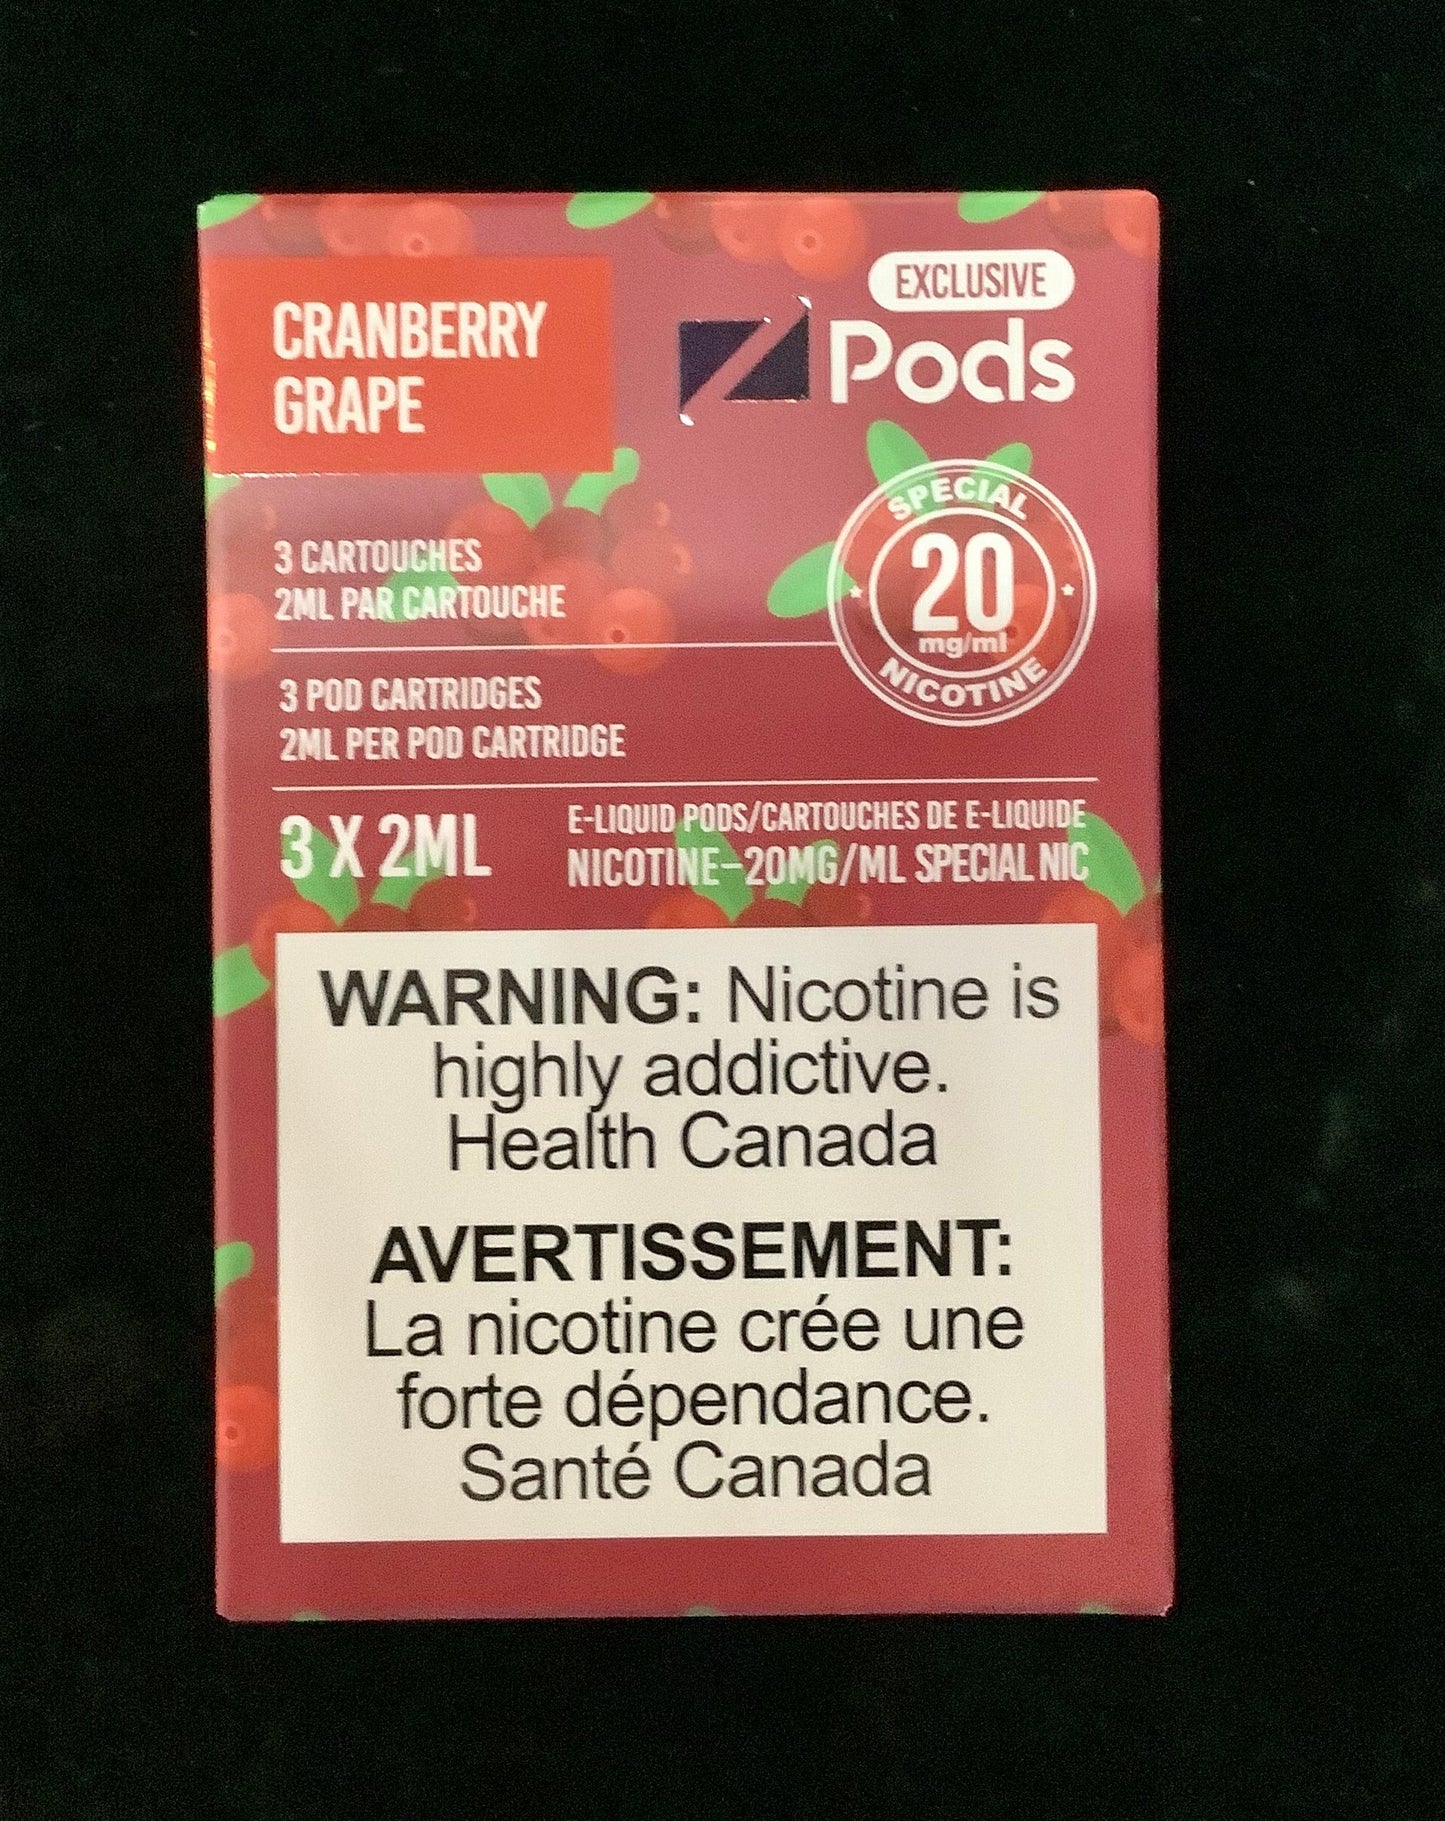 CRANBERRY
GRAPE
EXCLUSIVE
Z Pods
SPECIAL
20
mg/ml
NICOTINE
3 CARTOUCHES
2ML PAR CARTOUCHE
3 POD CARTRIDGES
2ML PER POD CARTRIDGE
3 X 2ML
E-LIQUID PODS/CARTOUCHES DE E-LIQUIDE
NICOTINE-20MG/ML SPECIAL NIC
WARNING: Nicotine is
highly addictive.
Health Canada
AVERTISSEMENT:
La nicotine crée une
forte dépendance.
Santé Canada